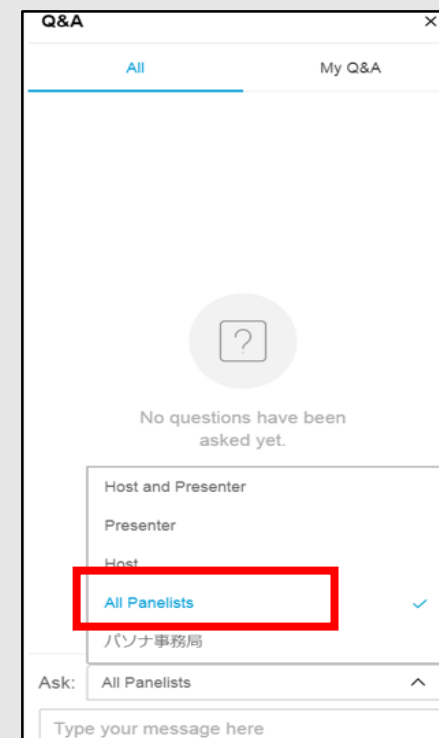 Q&A
All
My Q&A
?
No questions have been
asked yet.
Host and Presenter
Presenter
Host
All Panelists
パソナ事務局
Ask: All Panelists
Type your message here